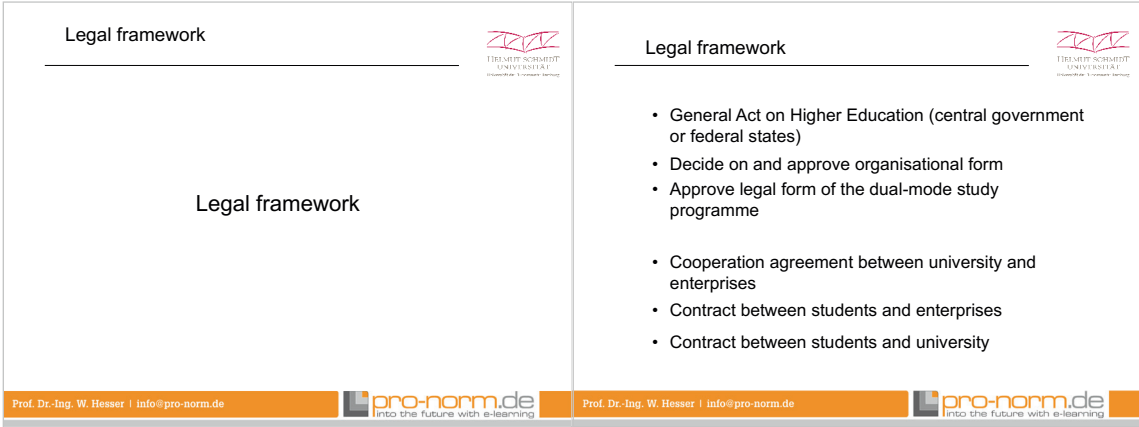 Legal framework
HELMUT SCHMIDT
UNIVERSITÄT
Legal framework
Prof. Dr.-Ing. W. Hesser | info@pro-norm.de
pro-norm.de
into the future with e-learning
Legal framework
HELMUT SCHMIDT
UNIVERSITÄT
• General Act on Higher Education (central government
or federal states)
• Decide on and approve organisational form
• Approve legal form of the dual-mode study
programme
• Cooperation agreement between university and
enterprises
• Contract between students and enterprises
• Contract between students and university
Prof. Dr.-Ing. W. Hesser | info@pro-norm.de
pro-norm.de
into the future with e-learning